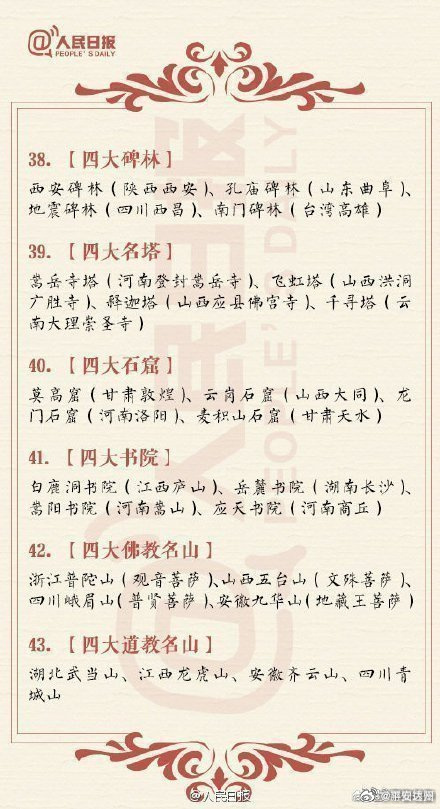 @人民日报
PEOPLE'S DAILY
38.【四大碑林】
西安碑林（陕西西安）、孔庙碑林（山东曲阜）、
地震碑林（四川西昌）、南门碑林（台湾高雄）
39.【四大名塔】
嵩岳寺塔（河南登封嵩岳寺）、飞虹塔（山西洪洞
广胜寺）、释迦塔（山西应县佛宫寺）、千寻塔（云
南大理崇圣寺）
40.【四大石窟】
莫高窟（甘肃敦煌）、云岗石窟（山西大同）、龙
门石窟（河南洛阳）、麦积山石窟（甘肃天水）
41.【四大书院】
白鹿洞书院（江西庐山）、岳麓书院（湖南长沙）、
嵩阳书院（河南嵩山）、应天书院（河南商丘）
42.【四大佛教名山】
浙江普陀山（观音菩萨）、山西五台山（文殊菩萨）、
四川峨眉山（普贤菩萨）、安徽九华山（地藏王菩萨）
43.【四大道教名山】
湖北武当山、江西龙虎山、安徽齐云山、四川青
城山
@人民日报